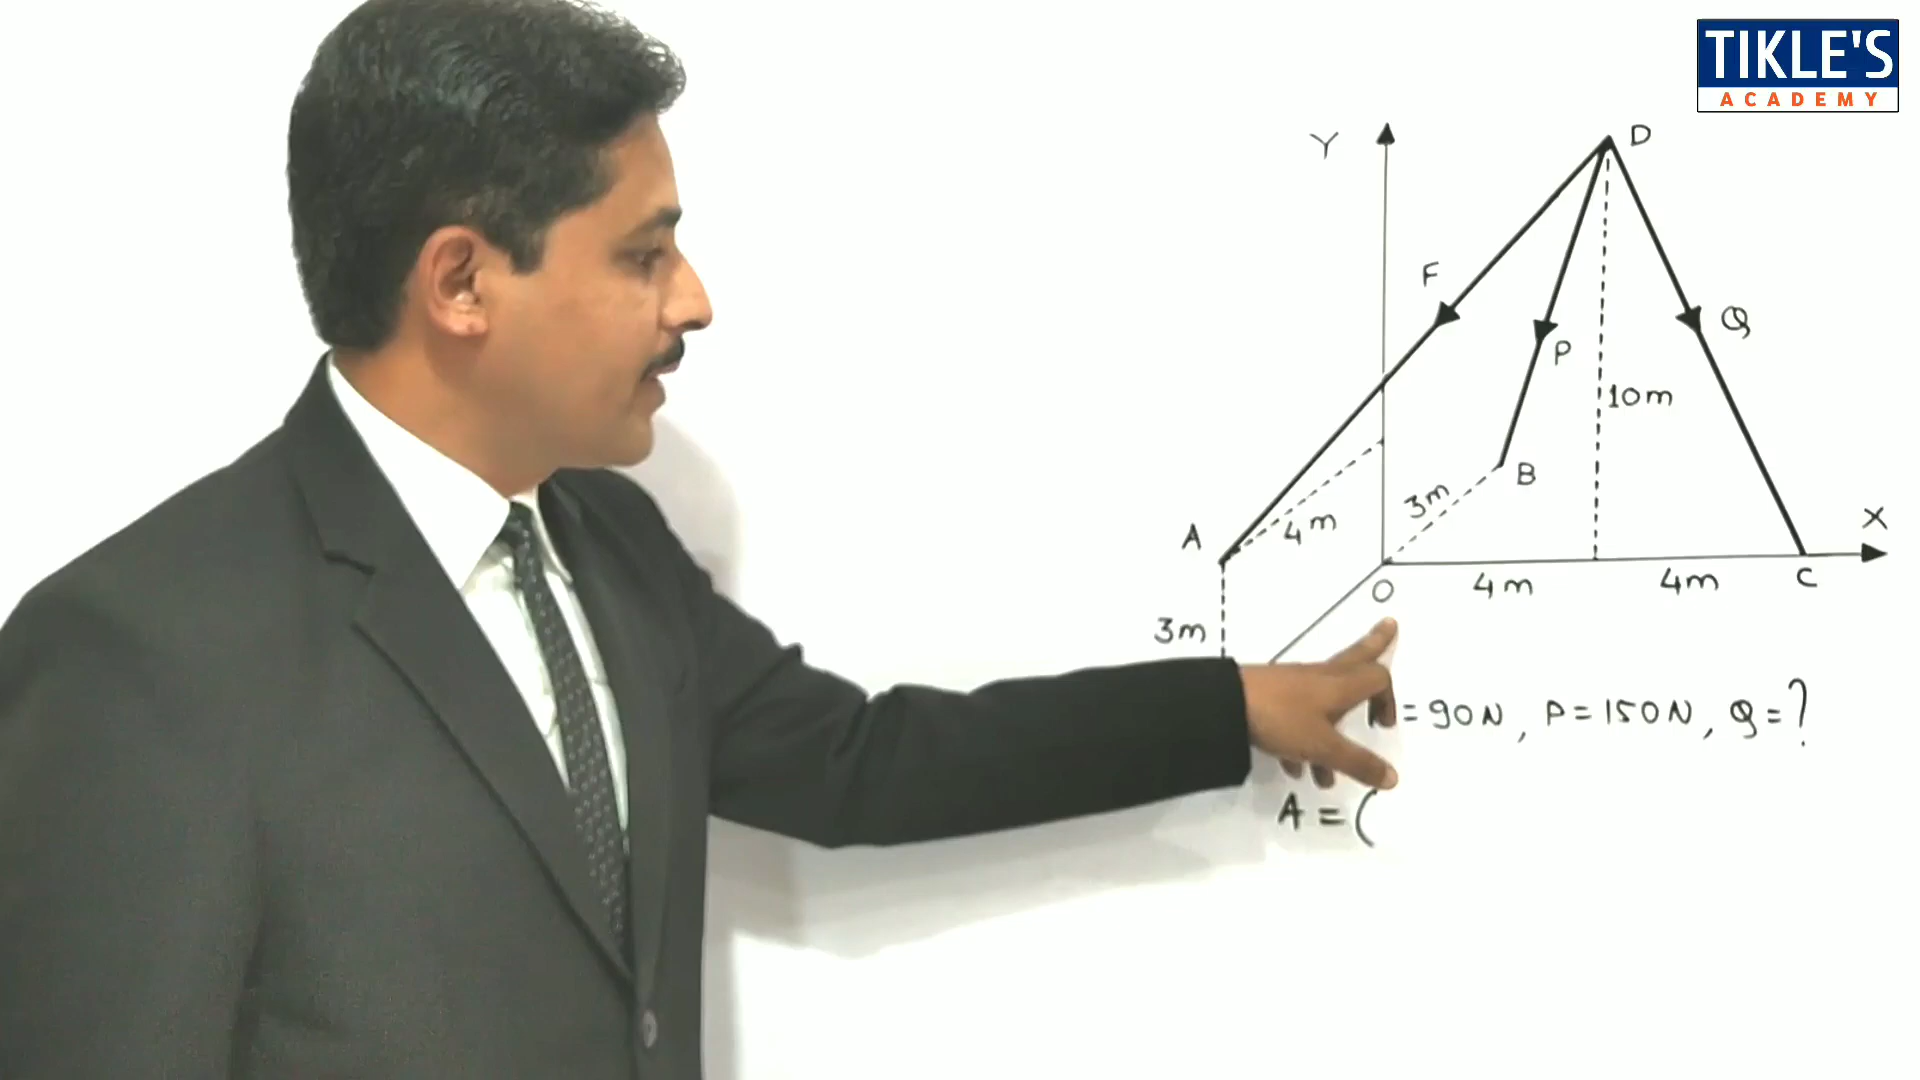 TIKLE'S
ACADEMY
Y
D
F
Q
P
10m
A
4m
3m
B
X
O
4m
4m
C
3m
=90N, P=150N, Q=?
A=(